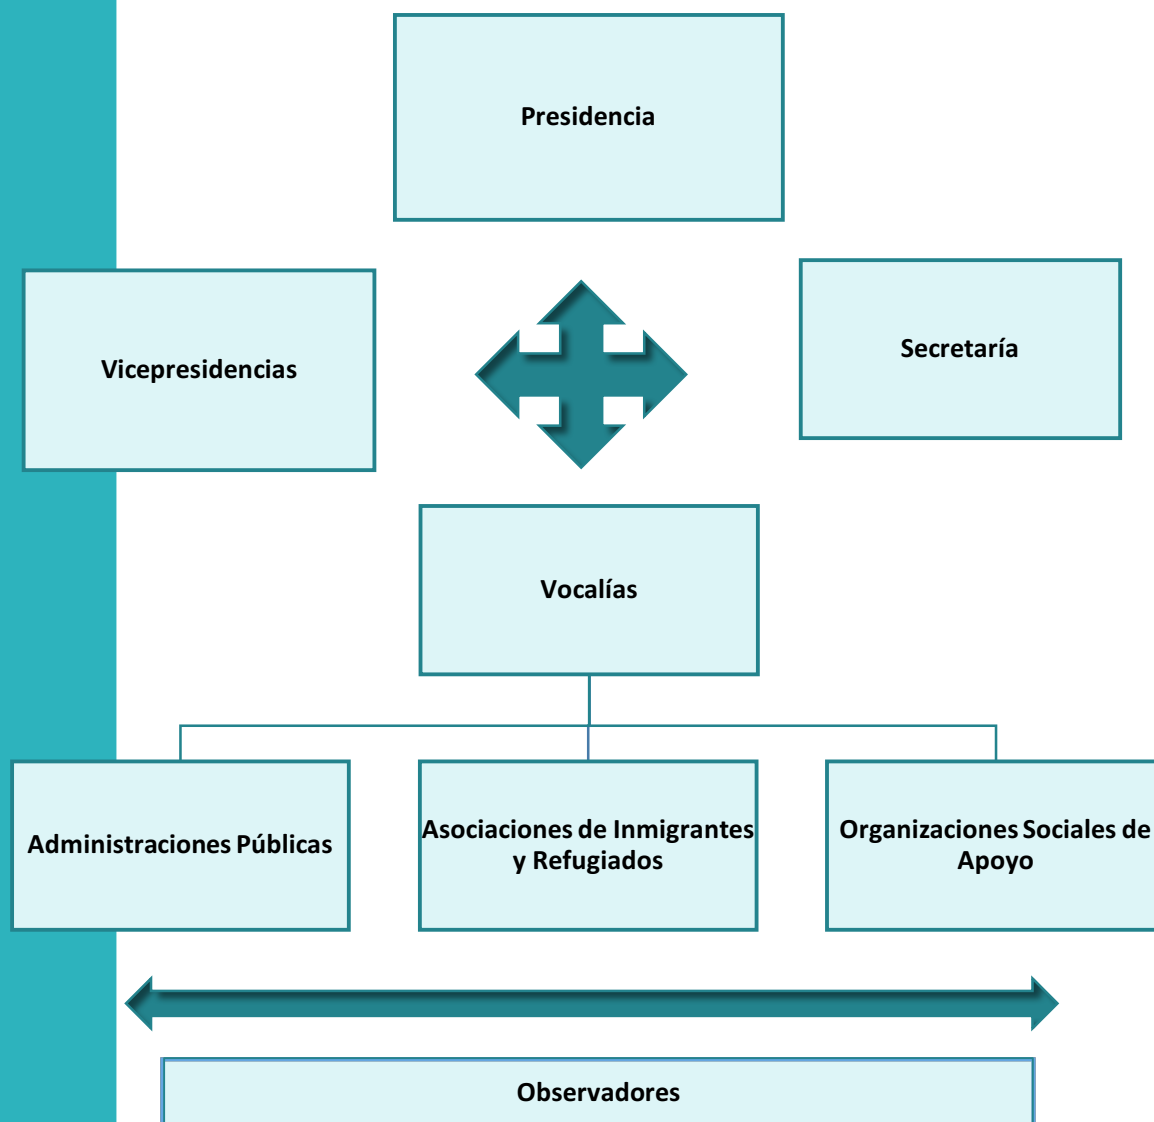 Presidencia
Vicepresidencias
Secretaría
Vocalías
Administraciones Públicas
Asociaciones de Inmigrantes
y Refugiados
Organizaciones Sociales de
Apoyo
Observadores